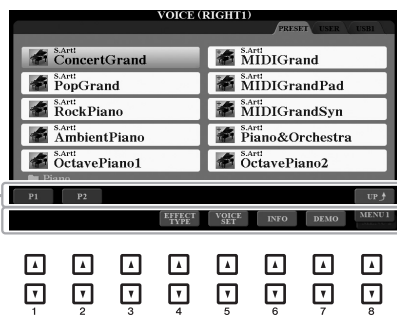 VOICE (RIGHT1)
PRESET USER USB1
S.Art!
ConcertGrand
S.Art!
MIDIGrand
S.Art!
PopGrand
S.Art!
MIDIGrandPad
S.Art!
RockPiano
S.Art!
MIDIGrandSyn
S.Art!
AmbientPiano
S.Art!
Piano&Orchestra
S.Art!
OctavePiano1
S.Art!
OctavePiano2
Piano
P1 P2 UP
EFFECT TYPE
VOICE SET
INFO
DEMO
MENU 1
1 2 3 4 5 6 7 8